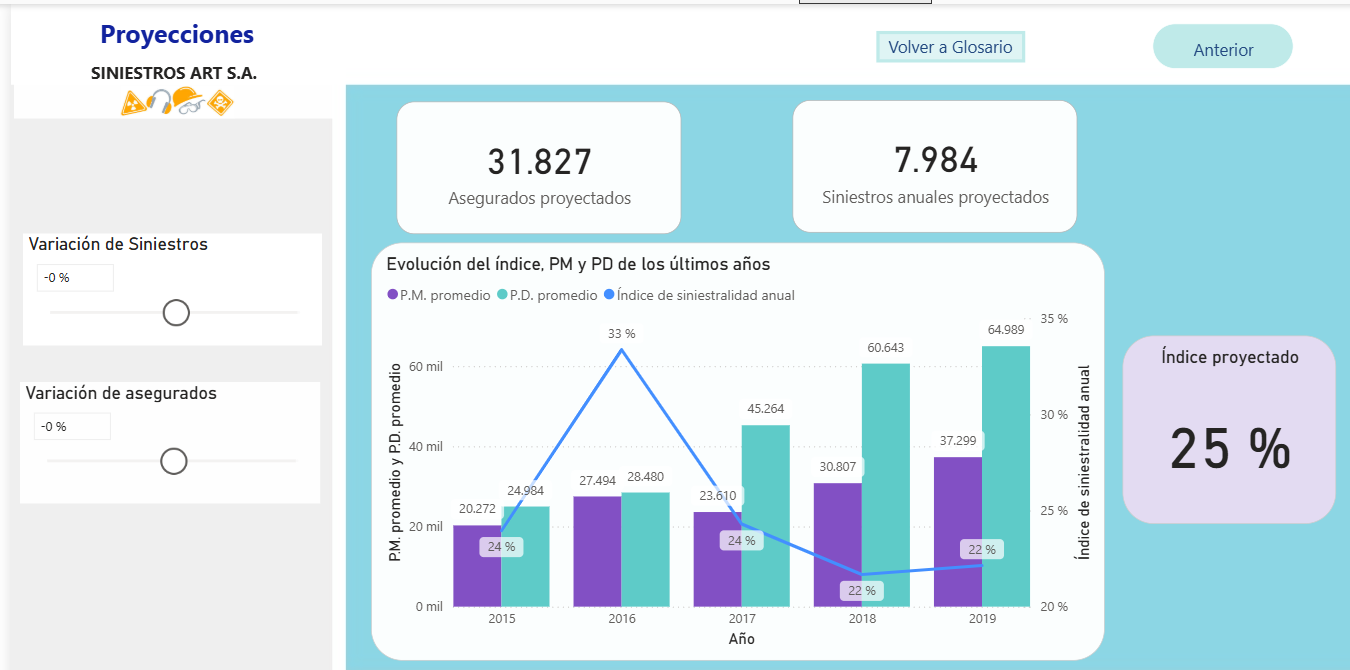 Proyecciones
SINIESTROS ART S.A.
Volver a Glosario
Anterior
Variación de Siniestros
-0 %
Variación de asegurados
-0 %
31.827
Asegurados proyectados
7.984
Siniestros anuales proyectados
Evolución del índice, PM y PD de los últimos años
P.M. promedio P.D. promedio Índice de siniestralidad anual
P.M. promedio y P.D. promedio
60 mil
40 mil
20 mil
0 mil
20.272
24.984
24 %
27.494
28.480
33 %
23.610
45.264
24 %
30.807
60.643
22 %
37.299
64.989
22 %
35 %
30 %
25 %
20 %
Índice de siniestralidad anual
2015 2016 2017 2018 2019
Año
Índice proyectado
25 %